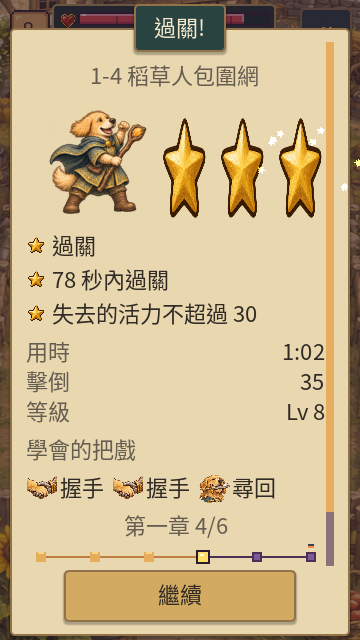 過關!
1-4 稻草人包圍網
過關
78 秒內過關
失去的活力不超過 30
用時 1:02
擊倒 35
等級 Lv 8
學會的把戲
握手 握手 尋回
第一章 4/6
繼續